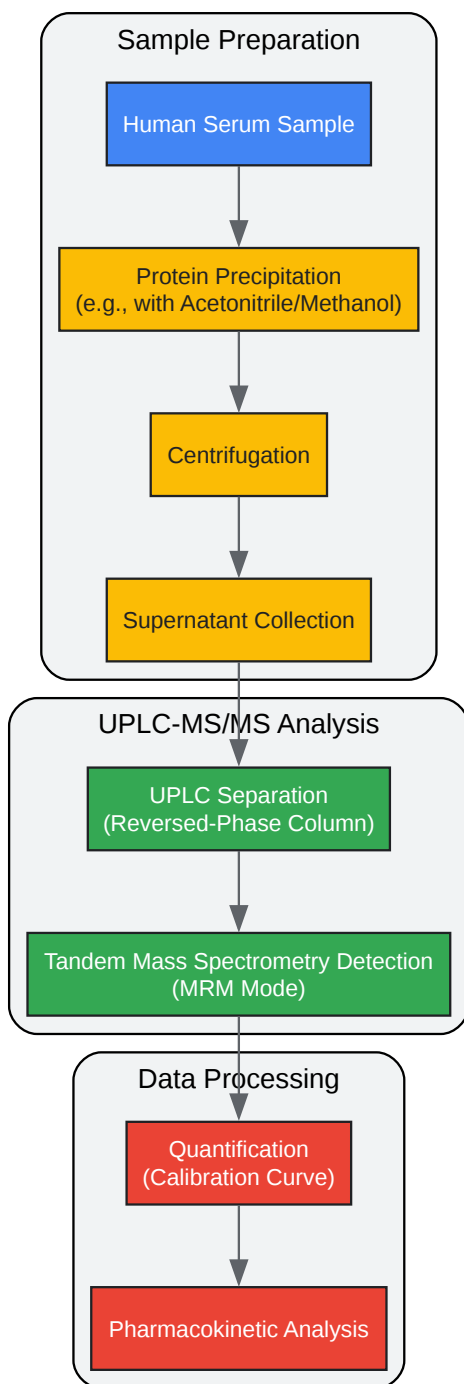 Sample Preparation
Human Serum Sample
Protein Precipitation
(e.g., with Acetonitrile/Methanol)
Centrifugation
Supernatant Collection
UPLC-MS/MS Analysis
UPLC Separation
(Reversed-Phase Column)
Tandem Mass Spectrometry Detection
(MRM Mode)
Data Processing
Quantification
(Calibration Curve)
Pharmacokinetic Analysis